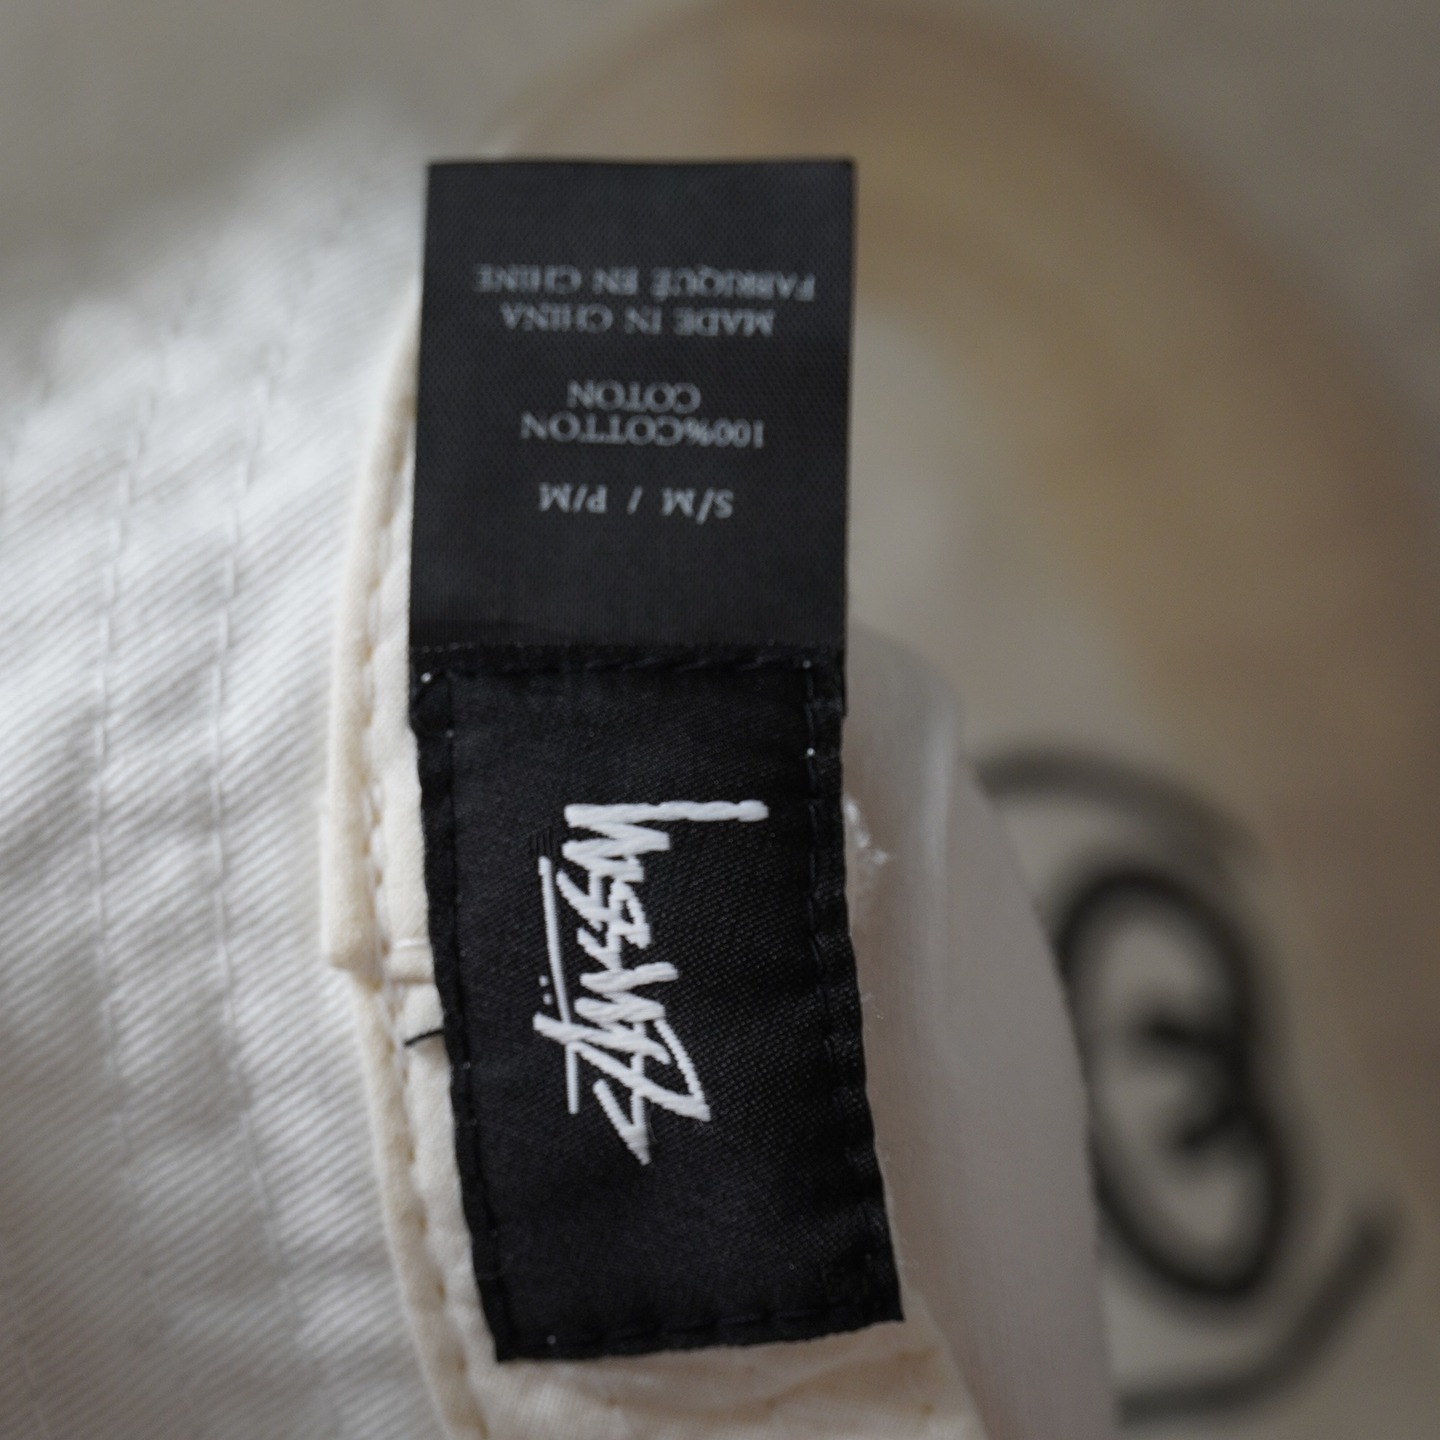 Stüssy
S/M / P/M
100%COTTON
COTON
MADE IN CHINA
FABRIQUÉ EN CHINE